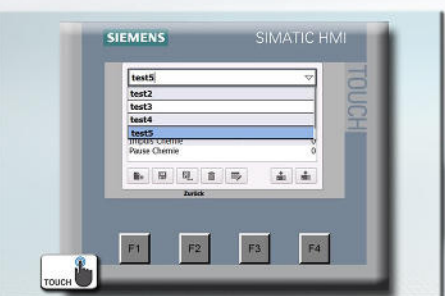 SIEMENS
SIMATIC HMI
TOUCH
test5
test2
test3
test4
test5
Impuls Chemie 0
Pause Chemie 0
Zurück
F1 F2 F3 F4
TOUCH